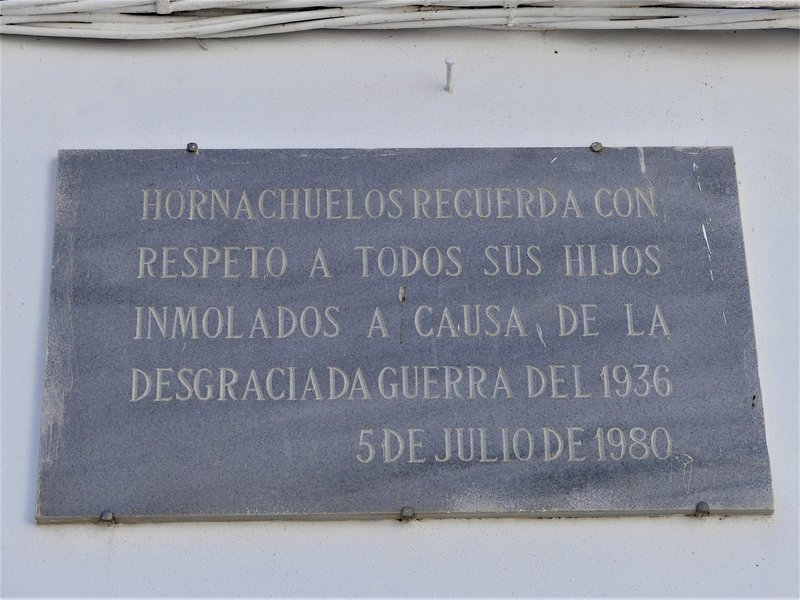 HORNACHUELOS RECUERDA CON
RESPETO A TODOS SUS HIJOS
INMOLADOS A CAUSA DE LA
DESGRACIADA GUERRA DEL 1936
5 DE JULIO DE 1980